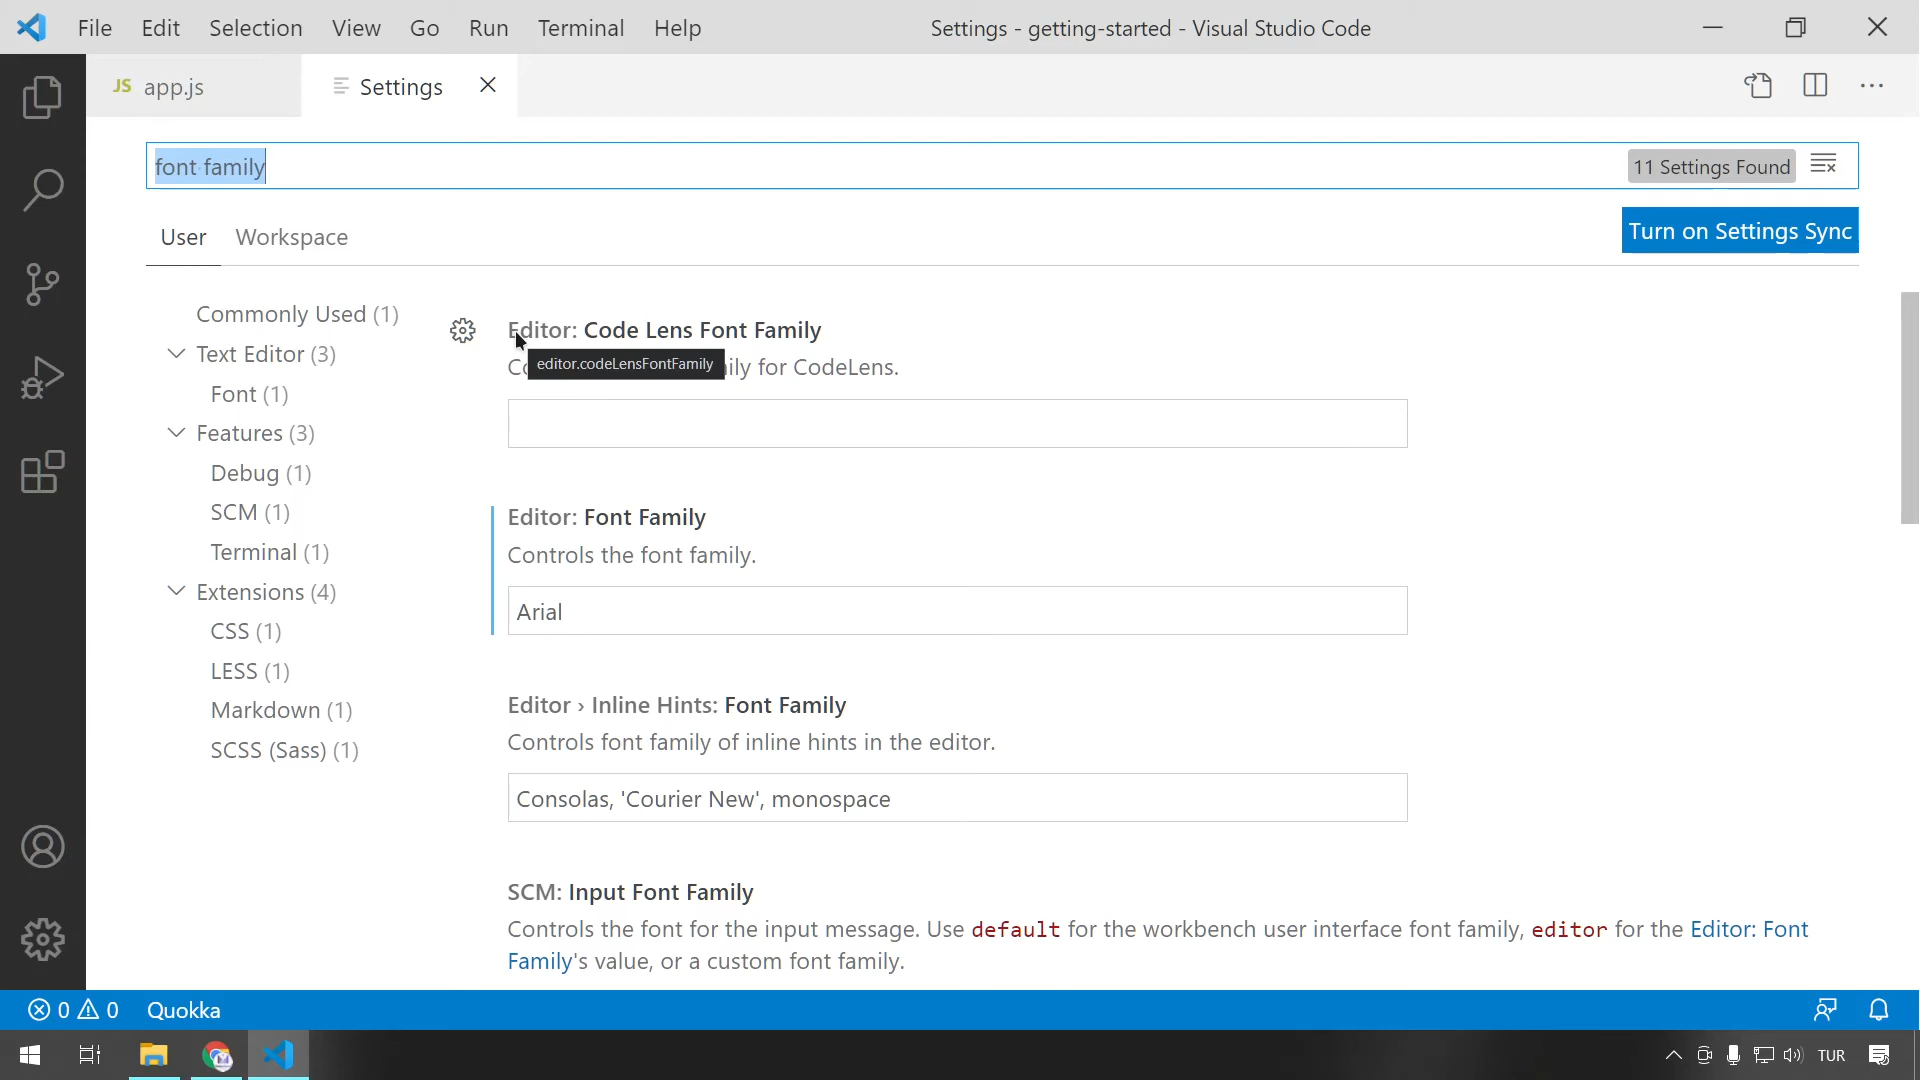 File Edit Selection View Go Run Terminal Help Settings - getting-started - Visual Studio Code
JS app.js Settings
font family 11 Settings Found
User Workspace Turn on Settings Sync
Commonly Used (1)
Text Editor (3)
Font (1)
Features (3)
Debug (1)
SCM (1)
Terminal (1)
Extensions (4)
CSS (1)
LESS (1)
Markdown (1)
SCSS (Sass) (1)
Editor: Code Lens Font Family
editor.codeLensFontFamily
ily for CodeLens.
Editor: Font Family
Controls the font family.
Arial
Editor › Inline Hints: Font Family
Controls font family of inline hints in the editor.
Consolas, 'Courier New', monospace
SCM: Input Font Family
Controls the font for the input message. Use default for the workbench user interface font family, editor for the Editor: Font
Family's value, or a custom font family.
0 0 Quokka
TUR